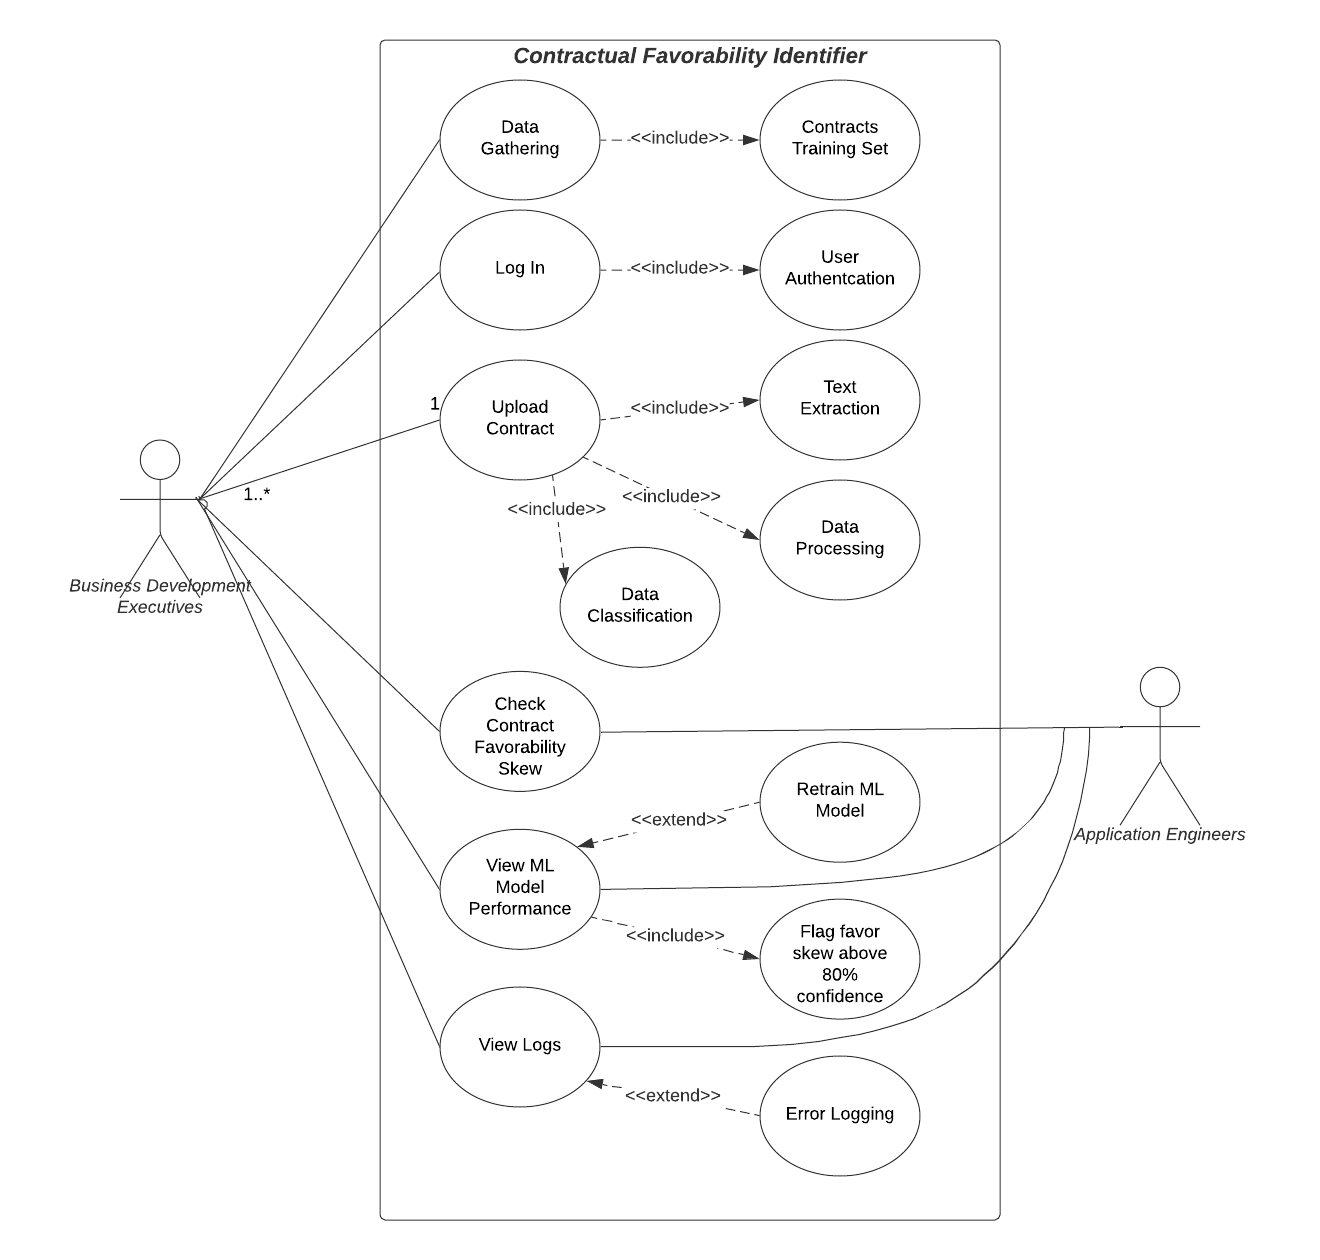 Contractual Favorability Identifier
Data
Gathering
<<include>>
Contracts
Training Set
Log In
<<include>>
User
Authentcation
1
Upload
Contract
<<include>>
Text
Extraction
1..*
<<include>>
<<include>>
Data
Processing
Data
Classification
Business Development
Executives
Check
Contract
Favorability
Skew
Retrain ML
Model
<<extend>>
Application Engineers
View ML
Model
Performance
<<include>>
Flag favor
skew above
80%
confidence
View Logs
<<extend>>
Error Logging